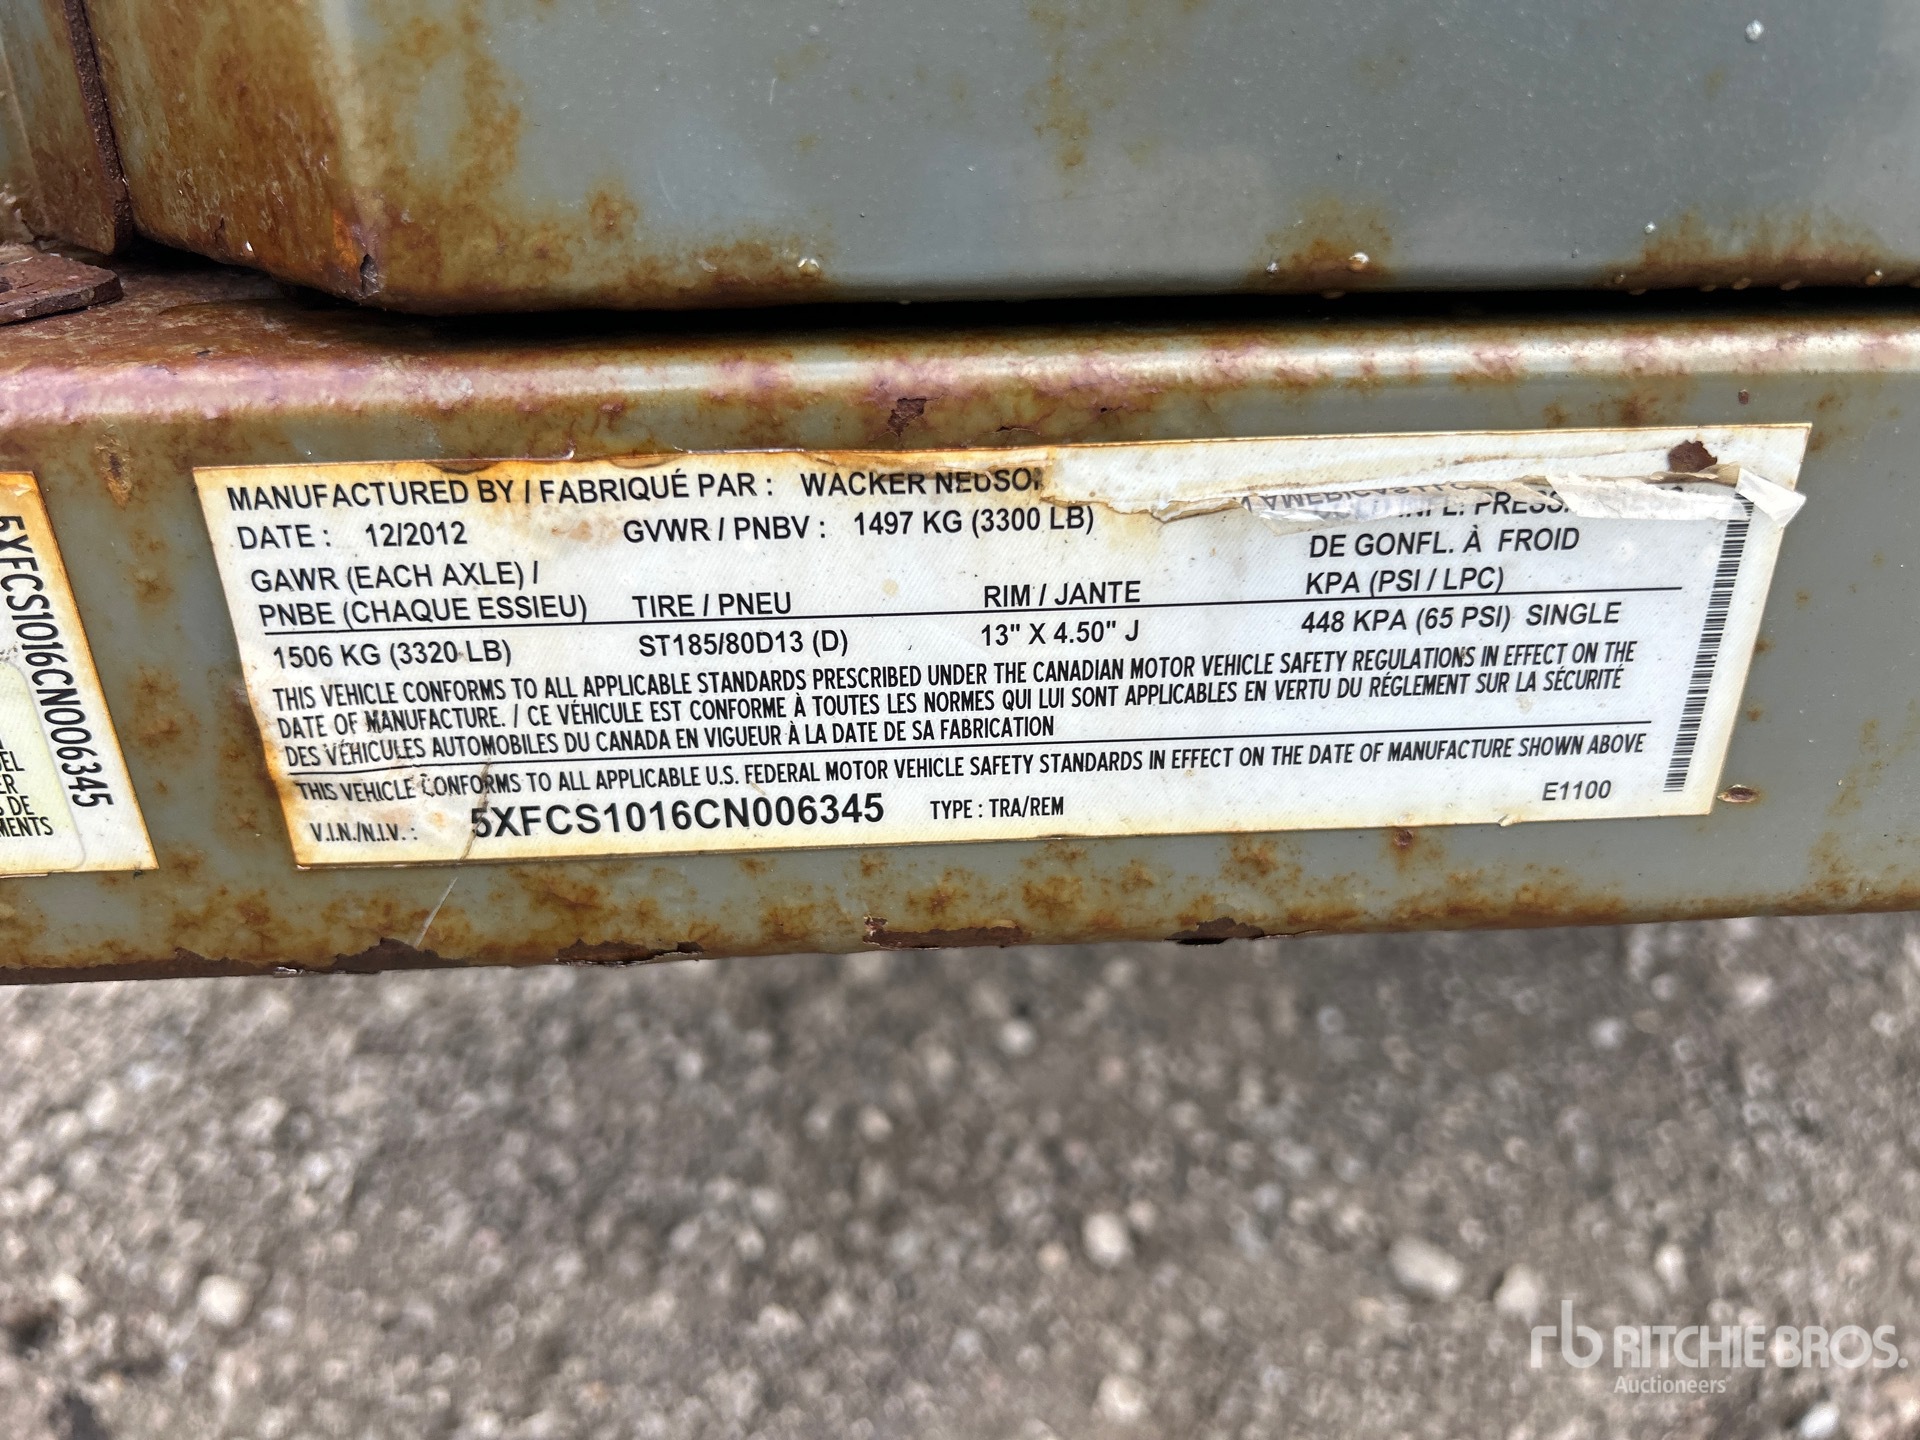 MANUFACTURED BY / FABRIQUÉ PAR : WACKER NEUSON
DATE : 12/2012 GVWR / PNBV : 1497 KG (3300 LB)
INFL. PRESS.
DE GONFL. À FROID
GAWR (EACH AXLE) /
PNBE (CHAQUE ESSIEU) TIRE / PNEU RIM / JANTE KPA (PSI / LPC)
1506 KG (3320 LB) ST185/80D13 (D) 13" X 4.50" J 448 KPA (65 PSI) SINGLE
THIS VEHICLE CONFORMS TO ALL APPLICABLE STANDARDS PRESCRIBED UNDER THE CANADIAN MOTOR VEHICLE SAFETY REGULATIONS IN EFFECT ON THE
DATE OF MANUFACTURE. / CE VÉHICULE EST CONFORME À TOUTES LES NORMES QUI LUI SONT APPLICABLES EN VERTU DU RÉGLEMENT SUR LA SÉCURITÉ
DES VÉHICULES AUTOMOBILES DU CANADA EN VIGUEUR À LA DATE DE SA FABRICATION
THIS VEHICLE CONFORMS TO ALL APPLICABLE U.S. FEDERAL MOTOR VEHICLE SAFETY STANDARDS IN EFFECT ON THE DATE OF MANUFACTURE SHOWN ABOVE
V.I.N./N.I.V. : 5XFCS1016CN006345 TYPE : TRA/REM E1100
5XFCS1016CN006345
rb RITCHIE BROS.
Auctioneers